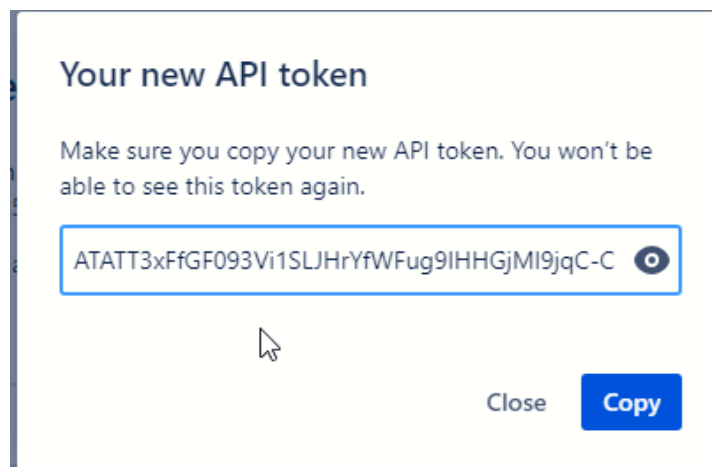 Your new API token
Make sure you copy your new API token. You won't be
able to see this token again.
ATATT3xFfGF093Vi1SLJHrYfWFug9IHHGjMI9jqC-C
Close
Copy